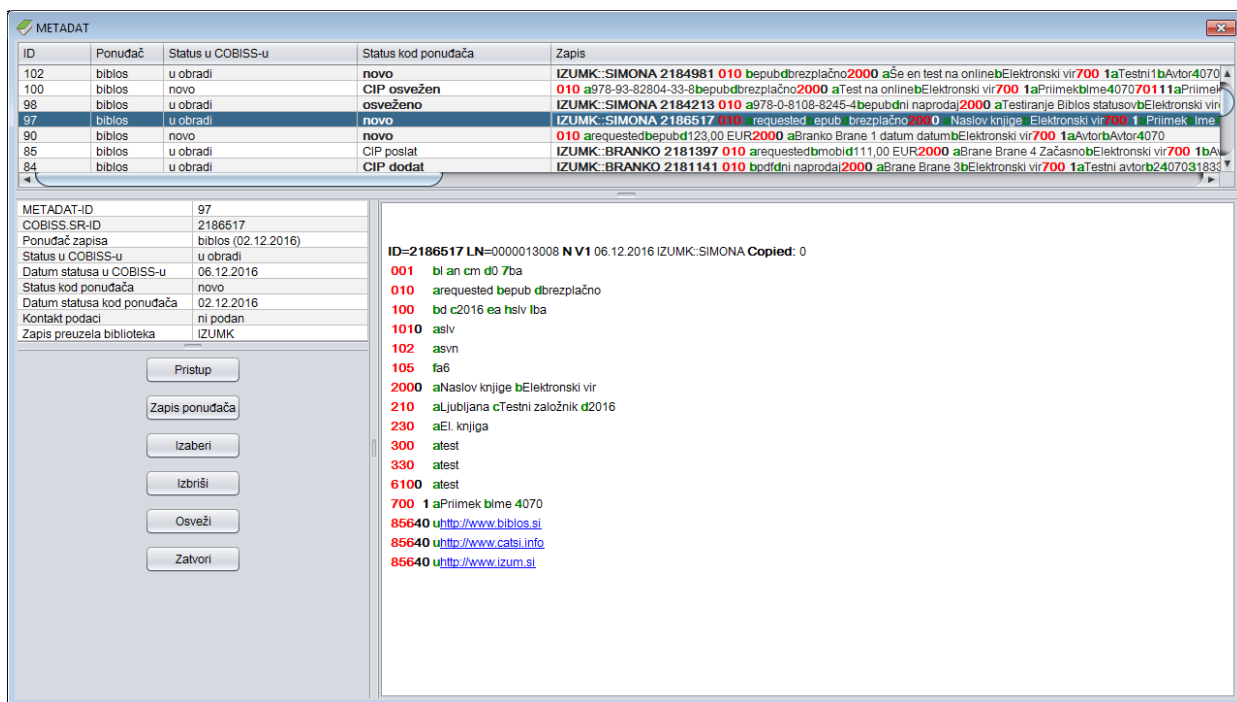 METADAT
ID Ponuđač Status u COBISS-u Status kod ponuđača Zapis
102 biblos u obradi novo IZUMK::SIMONA 2184981 010 bepubdbrezplačno2000 aŠe en test na onlinebElektronski vir700 1aTestni1bAvtor4070
100 biblos novo CIP osvežen 010 a978-93-82804-33-8bepubdbrezplačno2000 aTest na onlinebElektronski vir700 1aPriimekbIme407070111aPriimek
98 biblos u obradi osveženo IZUMK::SIMONA 2184213 010 a978-0-8108-8245-4bepubdni naprodaj2000 aTestiranje Biblos statusovbElektronski vir
97 biblos u obradi novo IZUMK::SIMONA 2186517 010 arequestedbepubdbrezplačno2000 aNaslov knjigebElektronski vir700 1aPriimekbIme
90 biblos novo novo 010 arequestedbepubd123,00 EUR2000 aBranko Brane 1 datum datumbElektronski vir700 1aAvtorbAvtor4070
85 biblos u obradi CIP poslat IZUMK::BRANKO 2181397 010 arequestedbmobid111,00 EUR2000 aBrane Brane 4 ZačasnobElektronski vir700 1bAv
84 biblos u obradi CIP dodat IZUMK::BRANKO 2181141 010 bpdfdni naprodaj2000 aBrane Brane 3bElektronski vir700 1aTestni avtorb2407031833
METADAT-ID 97
COBISS.SR-ID 2186517
Ponuđač zapisa biblos (02.12.2016)
Status u COBISS-u u obradi
Datum statusa u COBISS-u 06.12.2016
Status kod ponuđača novo
Datum statusa kod ponuđača 02.12.2016
Kontakt podaci ni podan
Zapis preuzela biblioteka IZUMK
Pristup
Zapis ponuđača
Izaberi
Izbriši
Osveži
Zatvori
ID=2186517 LN=0000013008 N V1 06.12.2016 IZUMK::SIMONA Copied: 0
001 bl an cm d0 7ba
010 arequested bepub dbrezplačno
100 bd c2016 ea hslv lba
1010 aslv
102 asvn
105 fa6
2000 aNaslov knjige bElektronski vir
210 aLjubljana cTestni založnik d2016
230 aEl. knjiga
300 atest
330 atest
6100 atest
700 1 aPriimek bIme 4070
85640 uhttp://www.biblos.si
85640 uhttp://www.catsi.info
85640 uhttp://www.izum.si